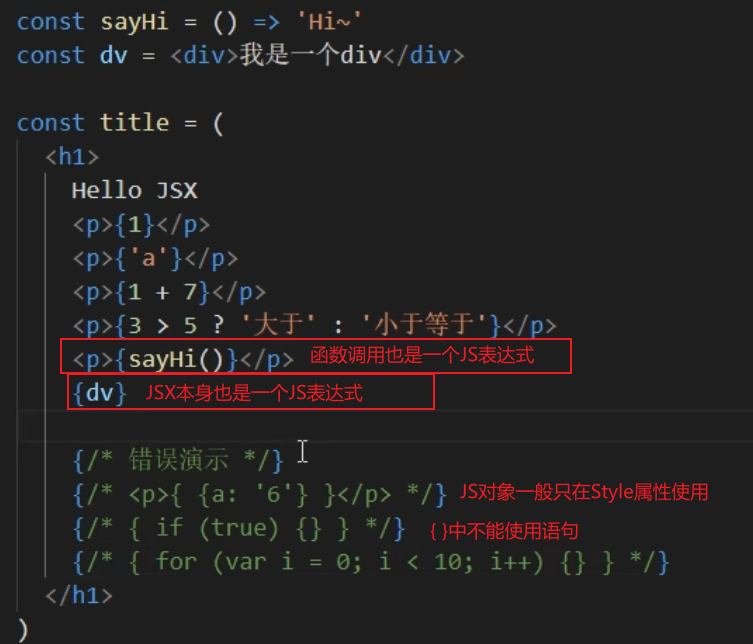 const sayHi = () => 'Hi~'
const dv = <div>我是一个div</div>
const title = (
<h1>
Hello JSX
<p>{1}</p>
<p>{'a'}</p>
<p>{1 + 7}</p>
<p>{3 > 5 ? '大于' : '小于等于'}</p>
<p>{sayHi()}</p> 函数调用也是一个JS表达式
{dv} JSX本身也是一个JS表达式
{/* 错误演示 */}
{/* <p>{ {a: '6'} }</p> */} JS对象一般只在Style属性使用
{/* { if (true) {} } */} { }中不能使用语句
{/* { for (var i = 0; i < 10; i++) {} } */}
</h1>
)